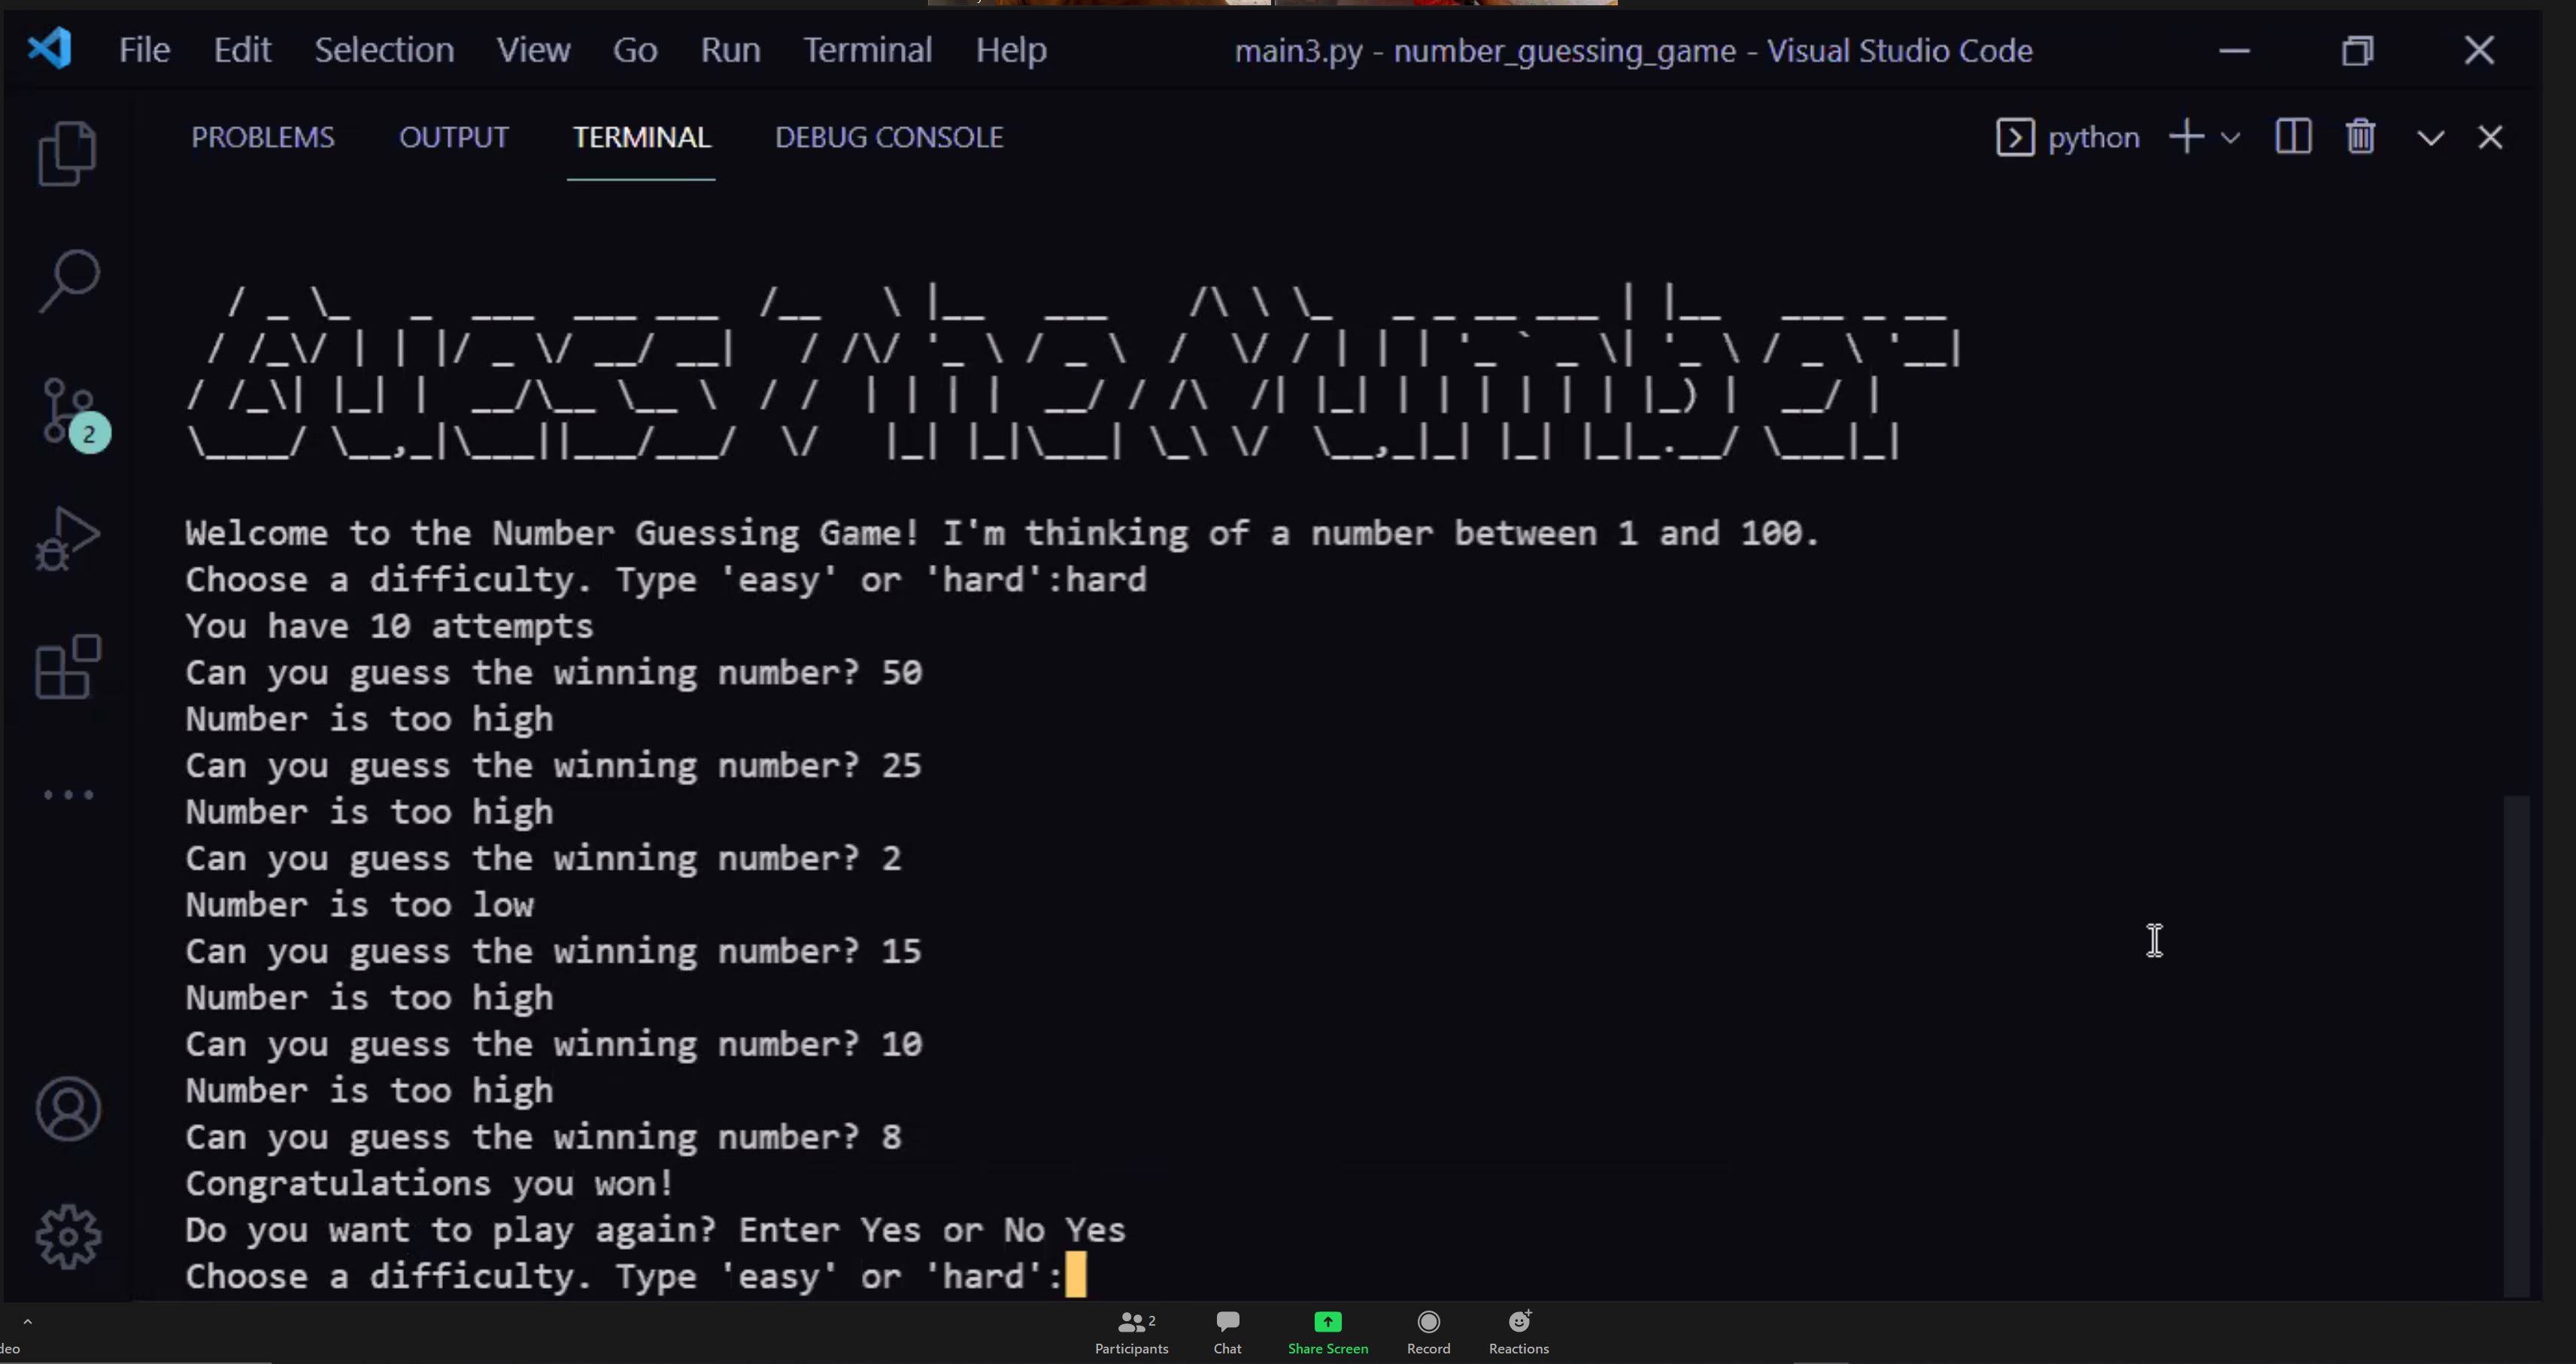 File Edit Selection View Go Run Terminal Help main3.py - number_guessing_game - Visual Studio Code
PROBLEMS OUTPUT TERMINAL DEBUG CONSOLE python
Guess The Number
2
Welcome to the Number Guessing Game! I'm thinking of a number between 1 and 100.
Choose a difficulty. Type 'easy' or 'hard':hard
You have 10 attempts
Can you guess the winning number? 50
Number is too high
Can you guess the winning number? 25
Number is too high
Can you guess the winning number? 2
Number is too low
Can you guess the winning number? 15
Number is too high
Can you guess the winning number? 10
Number is too high
Can you guess the winning number? 8
Congratulations you won!
Do you want to play again? Enter Yes or No Yes
Choose a difficulty. Type 'easy' or 'hard':
2
Participants Chat Share Screen Record Reactions